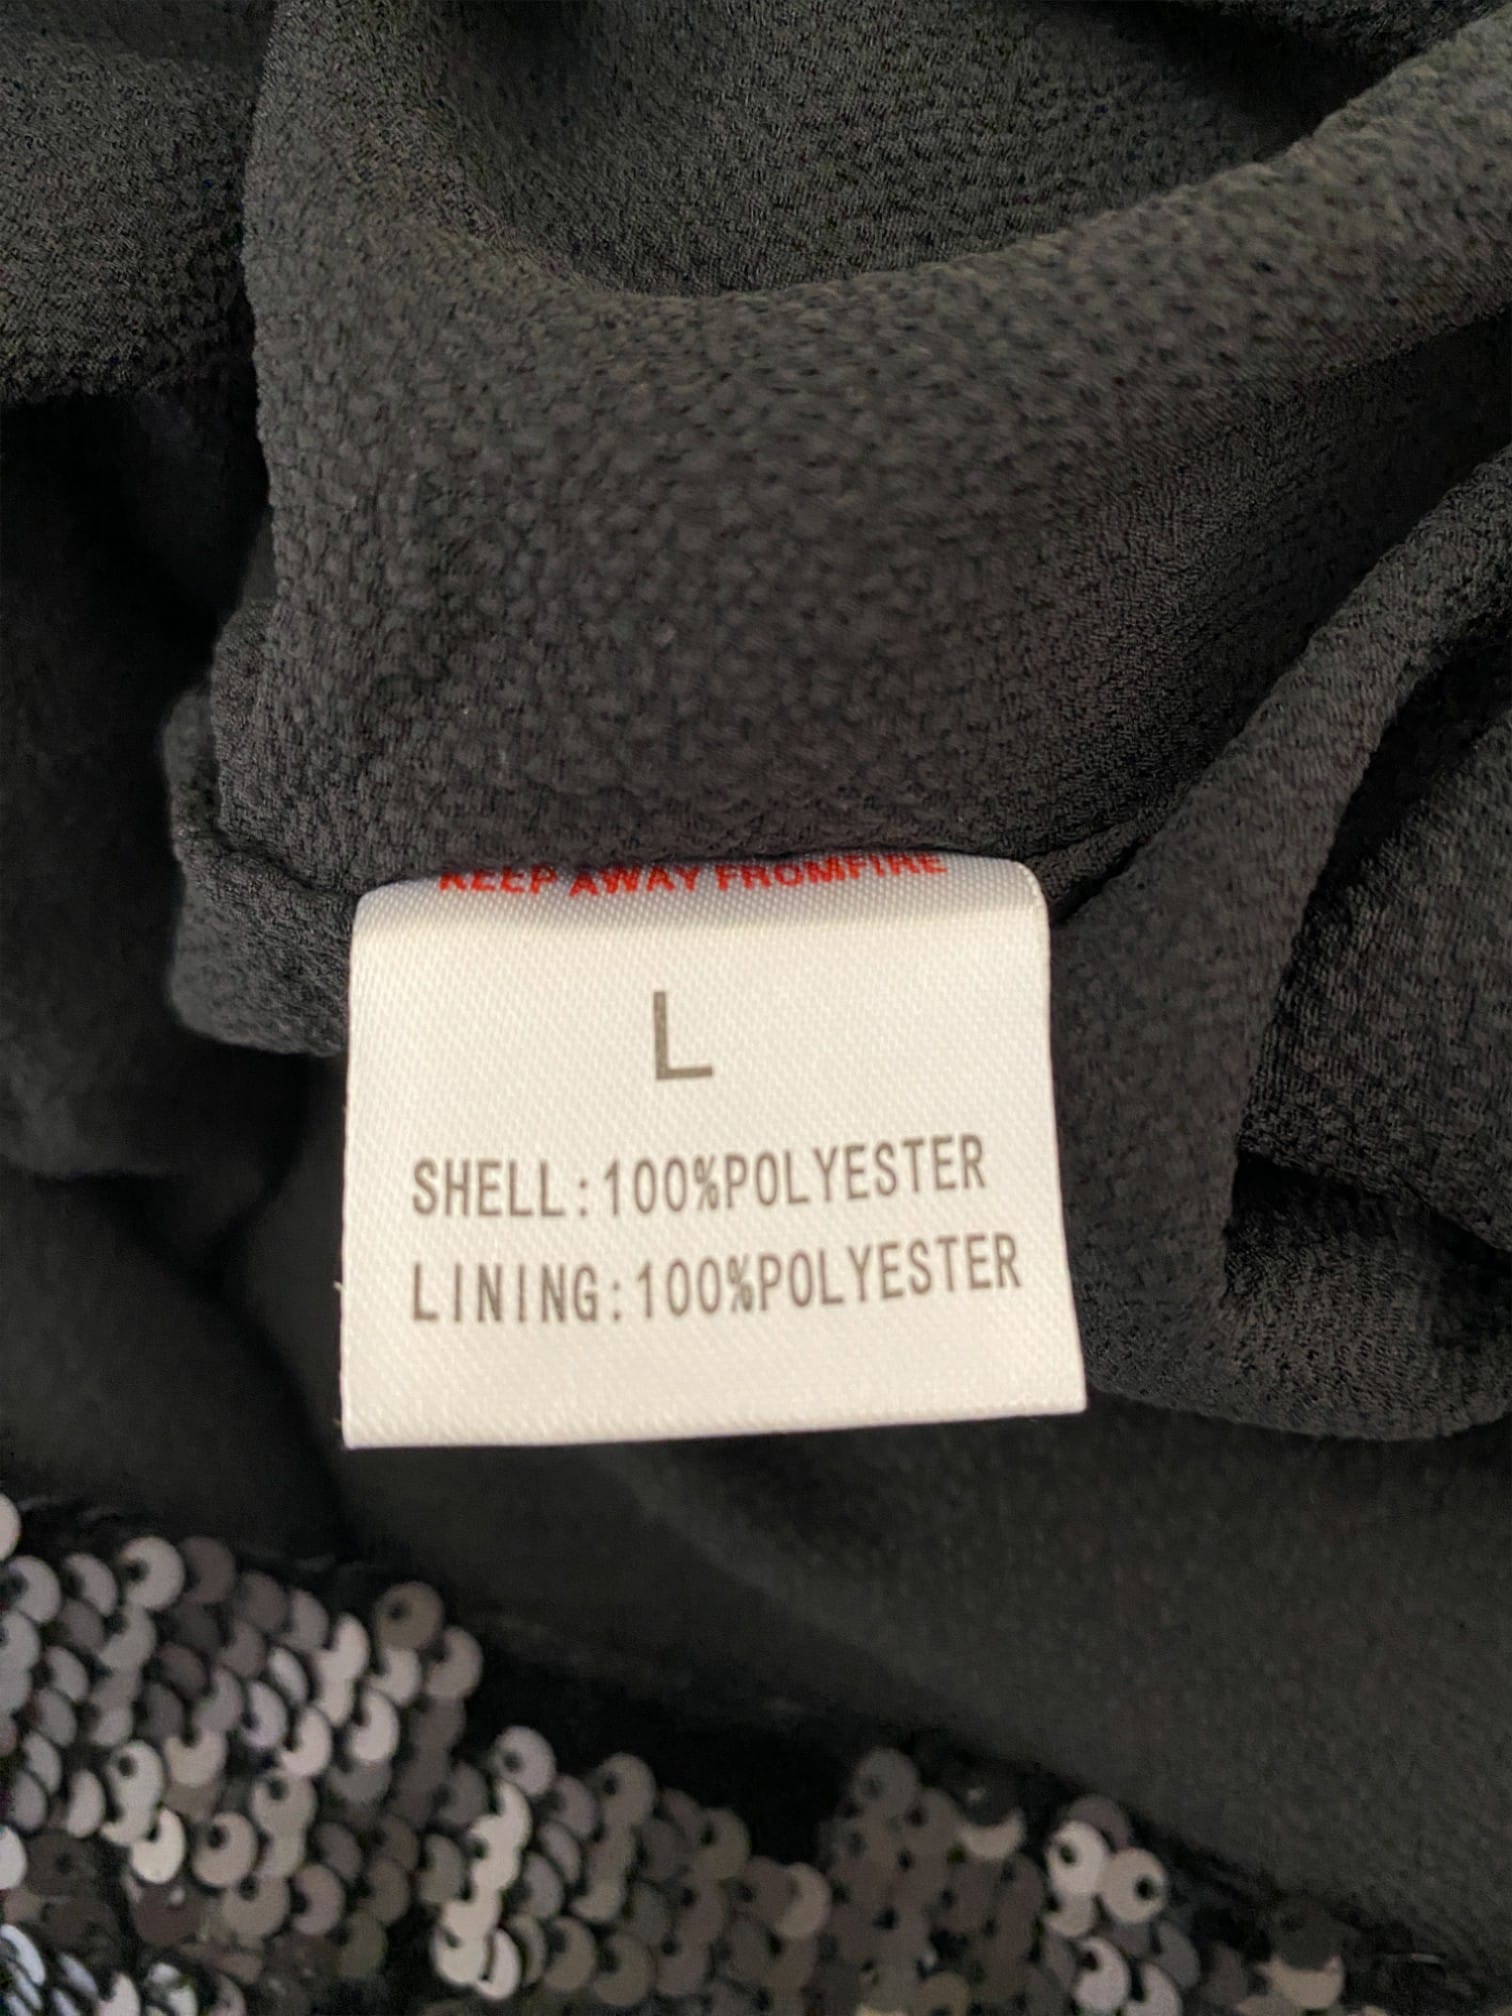 KEEP AWAY FROMFIRE
L
SHELL:100%POLYESTER
LINING:100%POLYESTER